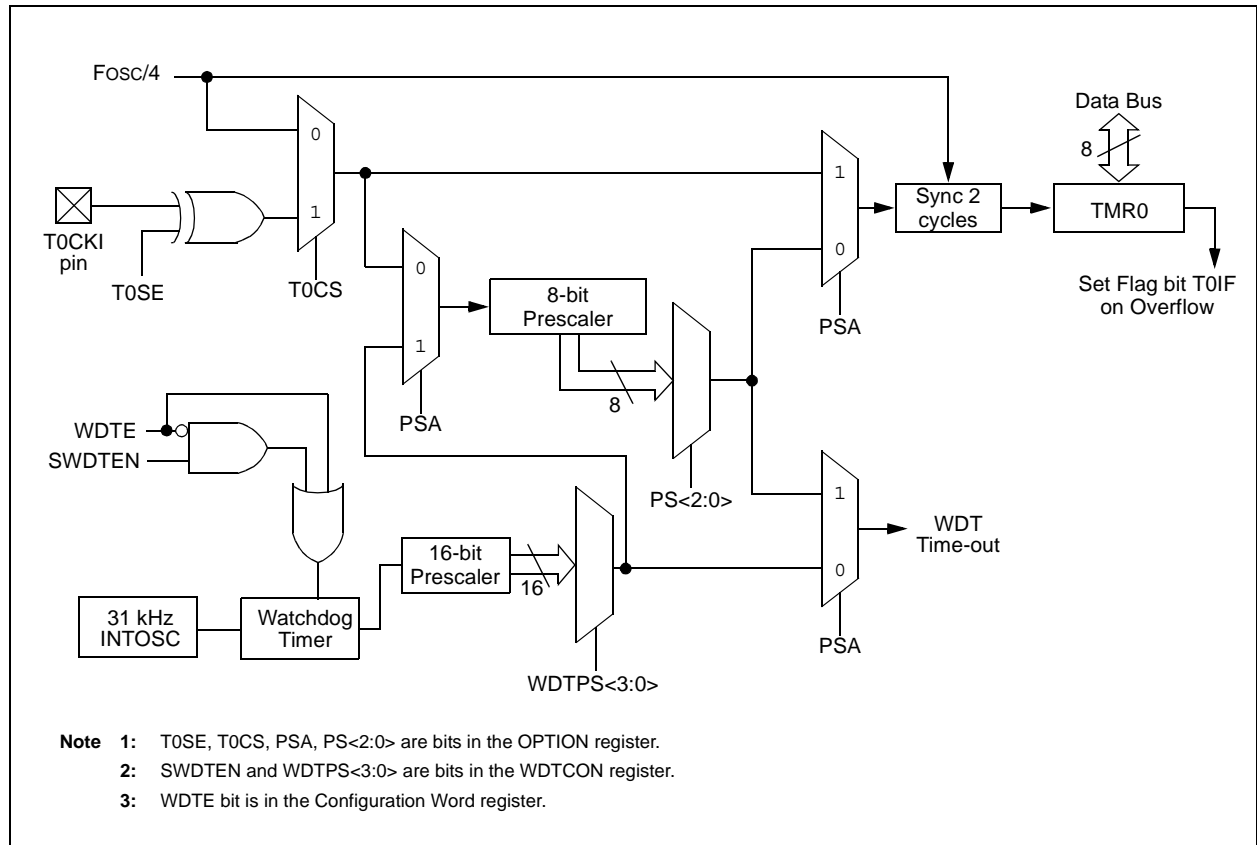 FOSC/4
0
1
T0CKI
pin
T0SE
T0CS
0
1
PSA
8-bit
Prescaler
8
PS<2:0>
1
0
PSA
Sync 2
cycles
Data Bus
8
TMR0
Set Flag bit T0IF
on Overflow
WDTE
SWDTEN
31 kHz
INTOSC
Watchdog
Timer
16-bit
Prescaler
16
WDTPS<3:0>
1
0
PSA
WDT
Time-out
Note 1: T0SE, T0CS, PSA, PS<2:0> are bits in the OPTION register.
2: SWDTEN and WDTPS<3:0> are bits in the WDTCON register.
3: WDTE bit is in the Configuration Word register.